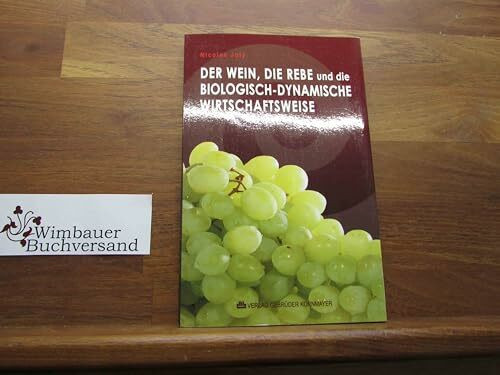 Nicolas Joly
DER WEIN, DIE REBE und die
BIOLOGISCH-DYNAMISCHE
WIRTSCHAFTSWEISE
Wimbauer
Buchversand
VERLAG GEBRÜDER KORNMAYER